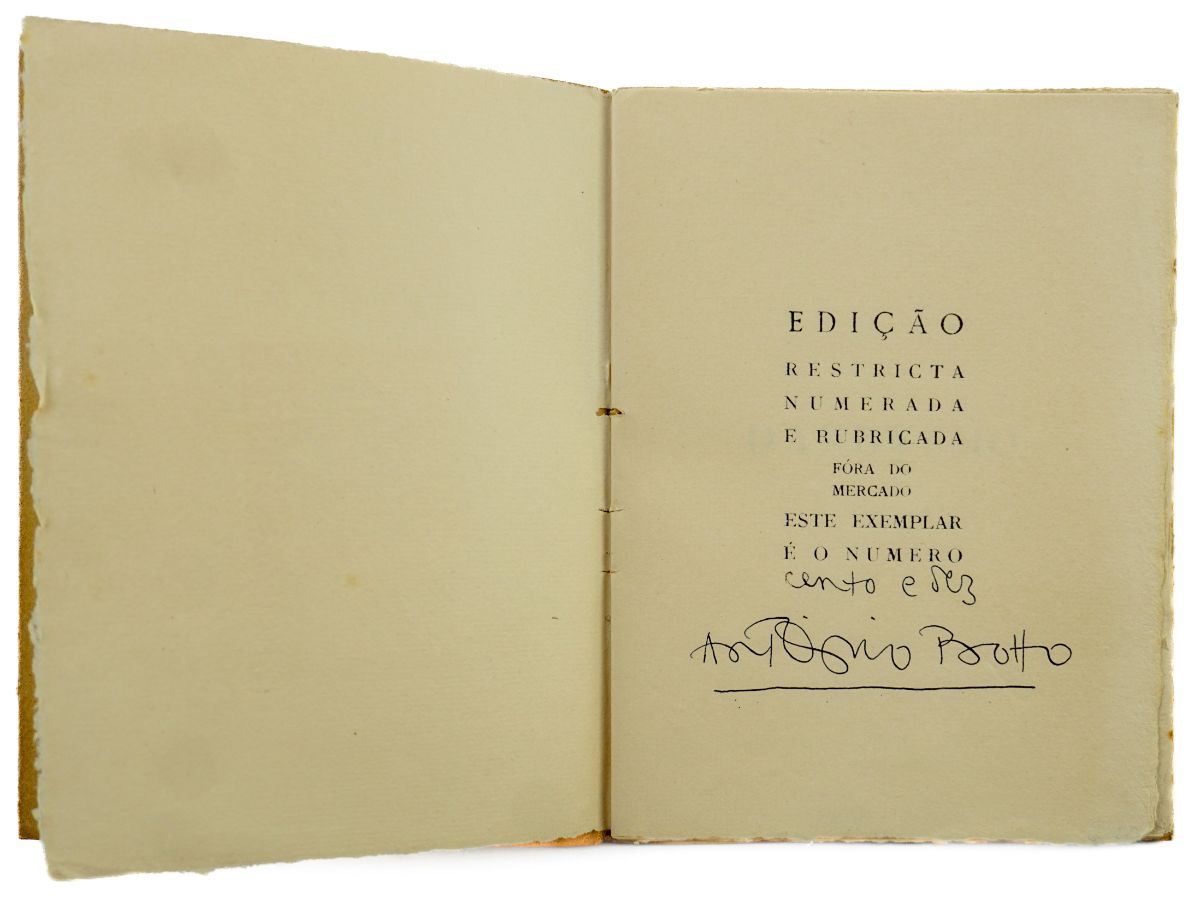 EDIÇÃO
RESTRICTA
NUMERADA
E RUBRICADA
FÓRA DO
MERCADO
ESTE EXEMPLAR
É O NUMERO
cento e dez
António Botto